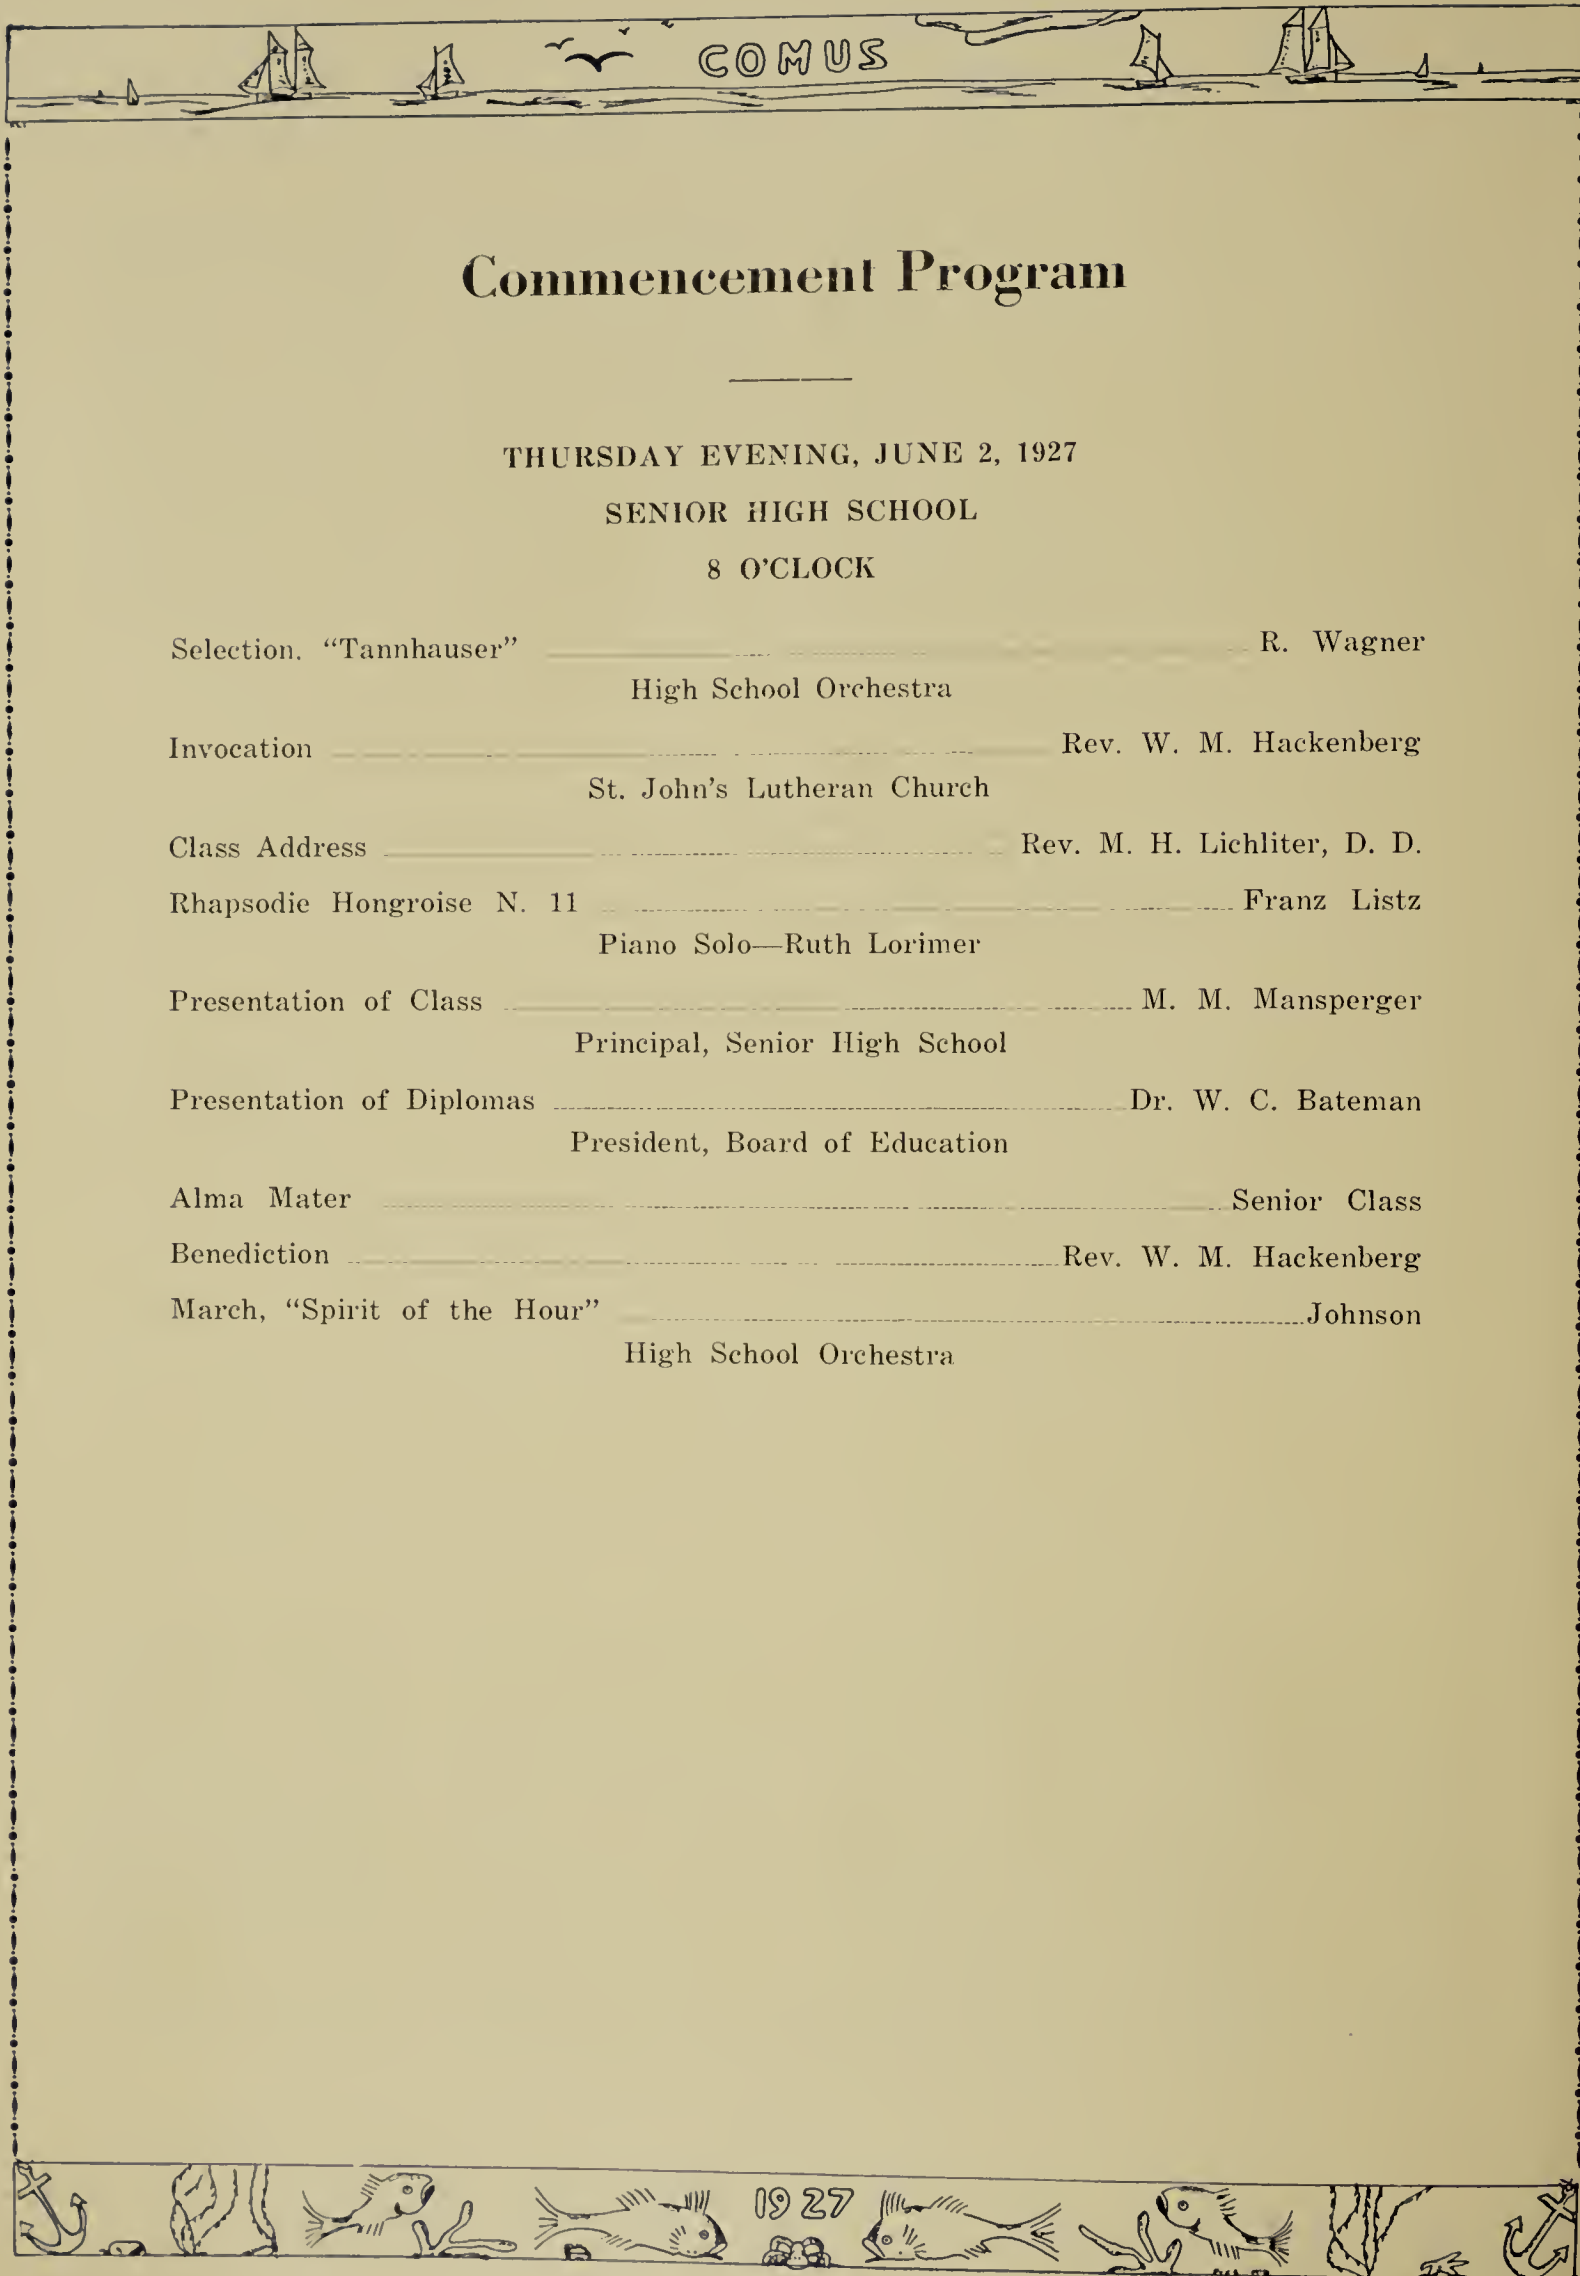 COMUS
Commencement Program
THURSDAY EVENING, JUNE 2, 1927
SENIOR HIGH SCHOOL
8 O'CLOCK
Selection. “Tannhauser” R. Wagner
High School Orchestra
Invocation Rev. W. M. Hackenberg
St. John's Lutheran Church
Class Address Rev. M. H. Lichliter, D. D.
Rhapsodie Hongroise N. 11 Franz Listz
Piano Solo—Ruth Lorimer
Presentation of Class M. M. Mansperger
Principal, Senior High School
Presentation of Diplomas Dr. W. C. Bateman
President, Board of Education
Alma Mater Senior Class
Benediction Rev. W. M. Hackenberg
March, “Spirit of the Hour” Johnson
High School Orchestra
1927